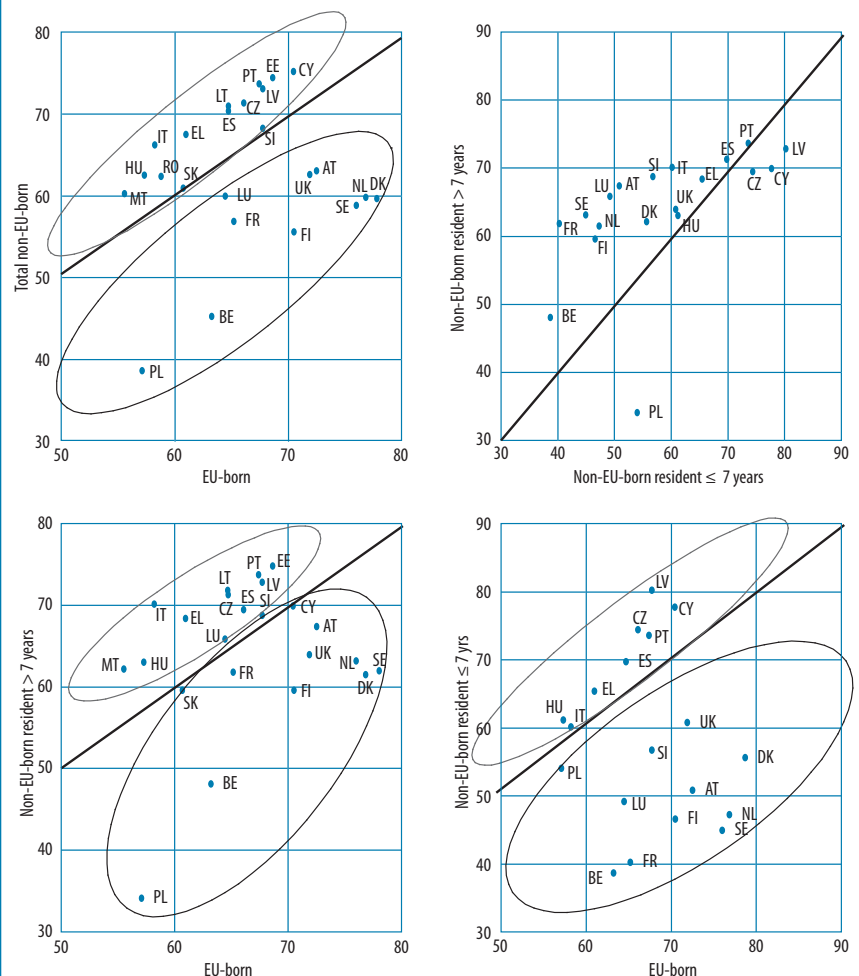 80
70
60
50
40
30
Total non-EU-born
PT
EE
CY
LT
LV
CZ
ES
SI
IT
EL
HU
RO
SK
MT
AT
UK
NL
DK
LU
SE
FR
FI
BE
PL
50
60
70
80
EU-born
90
80
70
60
50
40
30
Non-EU-born resident > 7 years
PT
ES
LV
SI
IT
EL
CZ
CY
LU
AT
SE
UK
FR
NL
DK
HU
FI
BE
PL
30
40
50
60
70
80
90
Non-EU-born resident ≤ 7 years
80
70
60
50
40
30
Non-EU-born resident > 7 years
PT
EE
LT
LV
ES
SI
CZ
CY
IT
EL
AT
LU
MT
HU
UK
NL
SE
FR
SK
FI
DK
BE
PL
50
60
70
80
EU-born
90
80
70
60
50
40
30
Non-EU-born resident ≤ 7 yrs
LV
CY
CZ
PT
ES
EL
HU
IT
UK
SI
DK
PL
AT
LU
FI
NL
SE
FR
BE
50
60
70
80
90
EU-born